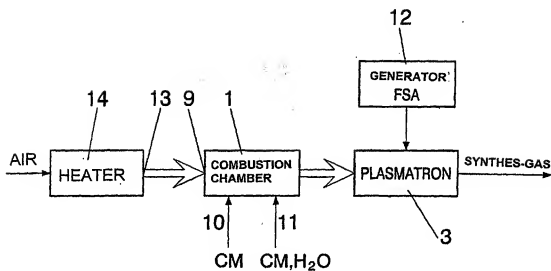 12
GENERATOR
FSA
14
13
9
1
AIR
HEATER
COMBUSTION
CHAMBER
PLASMATRON
SYNTHES-GAS
10
11
3
CM
CM,H₂O